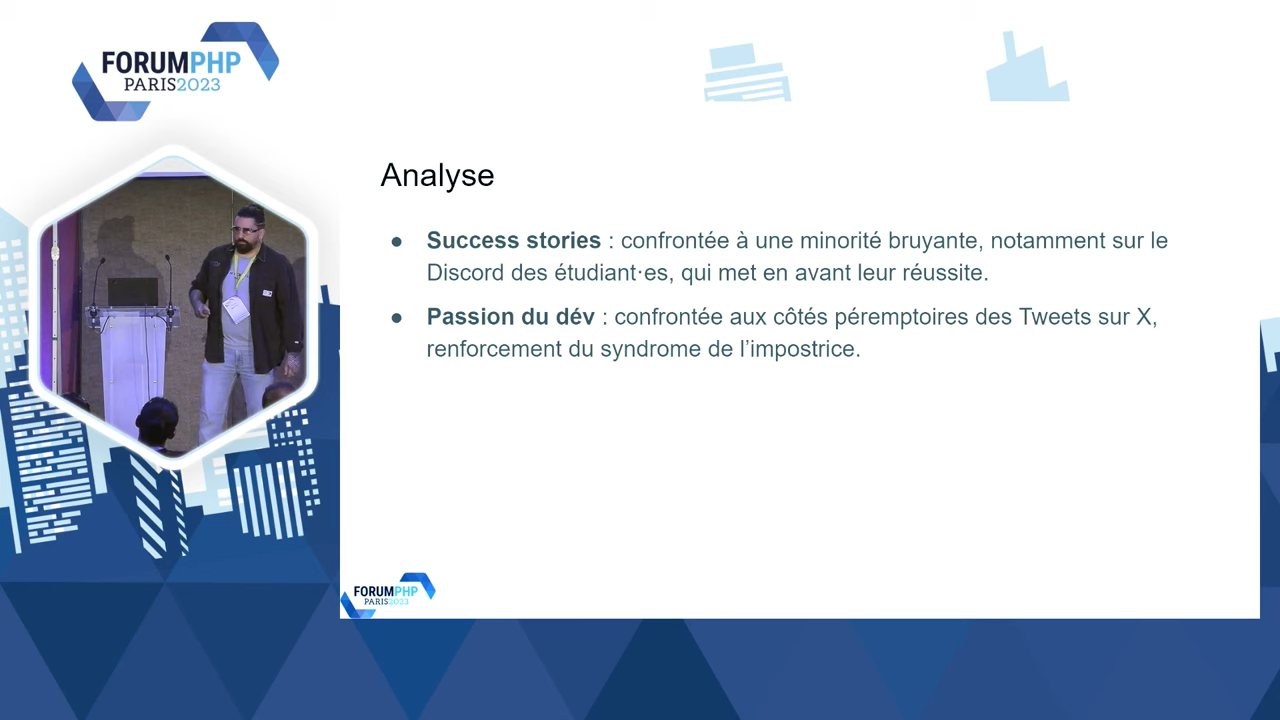 FORUMPHP
PARIS2023
Analyse
● Success stories : confrontée à une minorité bruyante, notamment sur le
Discord des étudiant·es, qui met en avant leur réussite.
● Passion du dév : confrontée aux côtés péremptoires des Tweets sur X,
renforcement du syndrome de l’impostrice.
FORUMPHP
PARIS2023